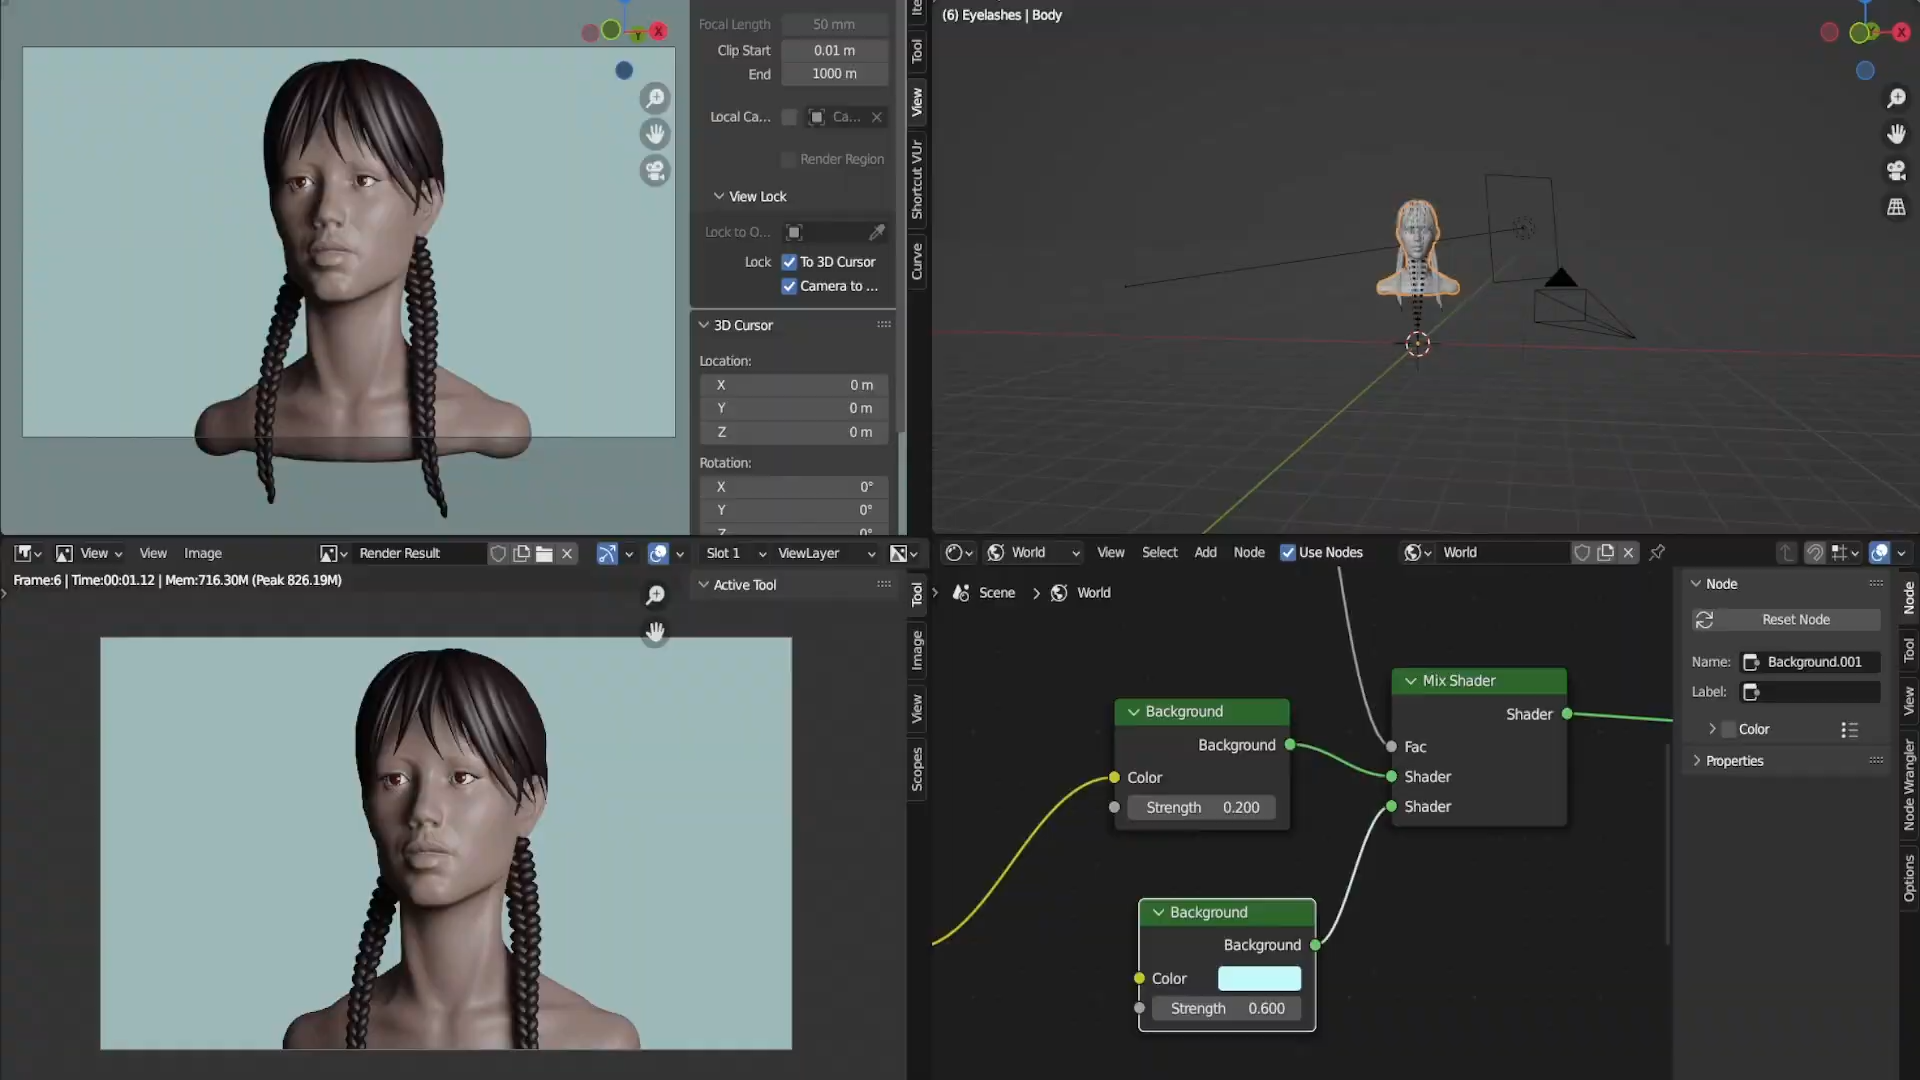 Focal Length 50 mm
Clip Start 0.01 m
End 1000 m
Local Ca... Ca...
Render Region
View Lock
Lock to O...
Lock To 3D Cursor
Camera to ...
3D Cursor
Location:
X 0 m
Y 0 m
Z 0 m
Rotation:
X 0°
Y 0°
Tool
View
Shortcut VUr
Curve
Y
X
(6) Eyelashes | Body
X
View View Image Render Result Slot 1 ViewLayer
Frame:6 | Time:00:01.12 | Mem:716.30M (Peak 826.19M)
Active Tool
Tool
Image
View
Scopes
World View Select Add Node Use Nodes World
Scene World
Background
Background
Color
Strength 0.200
Mix Shader
Shader
Fac
Shader
Shader
Background
Background
Color
Strength 0.600
Node
Reset Node
Name: Background.001
Label:
Color
Properties
Node
Tool
View
Node Wrangler
Options